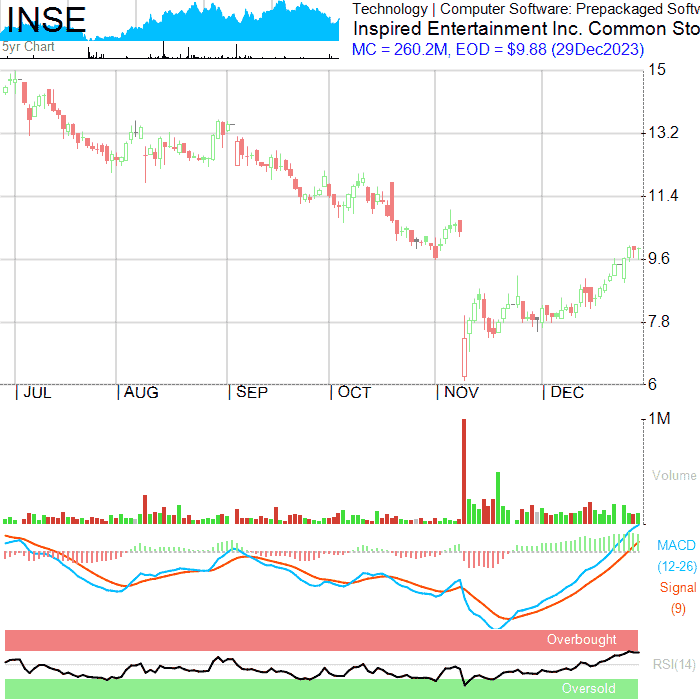 INSE
5yr Chart
Technology | Computer Software: Prepackaged Softw
Inspired Entertainment Inc. Common Sto
MC = 260.2M, EOD = $9.88 (29Dec2023)
15
13.2
11.4
9.6
7.8
6
|JUL |AUG |SEP |OCT |NOV |DEC
1M
Volume
MACD
(12-26)
Signal
(9)
Overbought
RSI(14)
Oversold